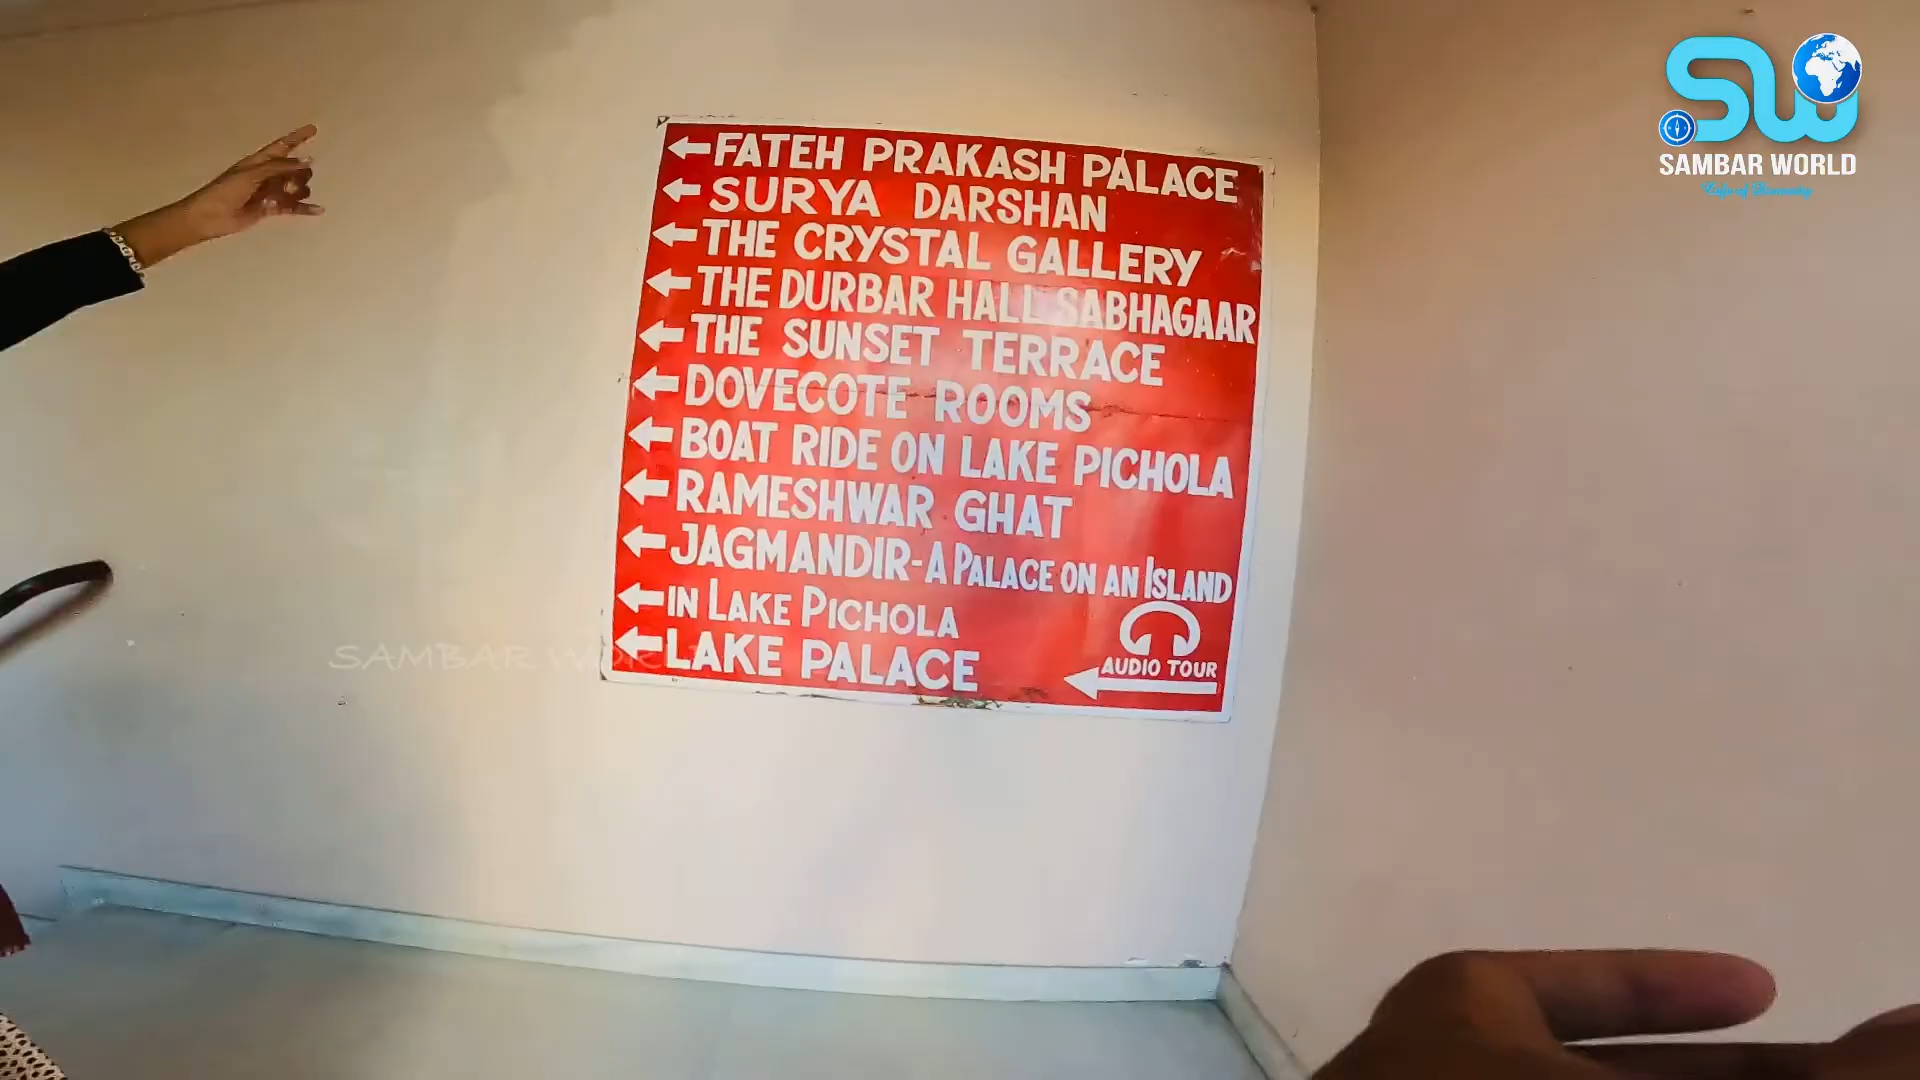 FATEH PRAKASH PALACE
SURYA DARSHAN
THE CRYSTAL GALLERY
THE DURBAR HALL SABHAGAAR
THE SUNSET TERRACE
DOVECOTE ROOMS
BOAT RIDE ON LAKE PICHOLA
RAMESHWAR GHAT
JAGMANDIR-A PALACE ON AN ISLAND
IN LAKE PICHOLA
LAKE PALACE
AUDIO TOUR
SW
SAMBAR WORLD
SAMBAR WORLD